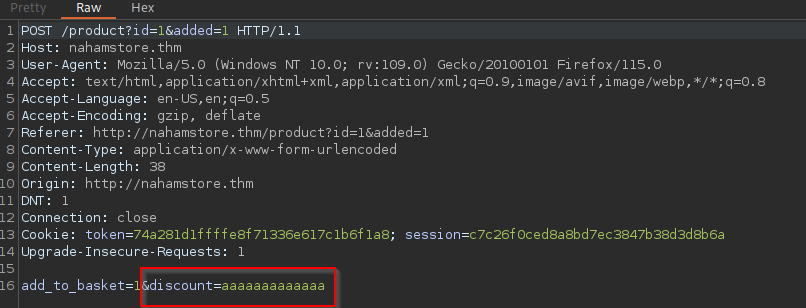 Pretty Raw Hex
1 POST /product?id=1&added=1 HTTP/1.1
2 Host: nahamstore.thm
3 User-Agent: Mozilla/5.0 (Windows NT 10.0; rv:109.0) Gecko/20100101 Firefox/115.0
4 Accept: text/html,application/xhtml+xml,application/xml;q=0.9,image/avif,image/webp,*/*;q=0.8
5 Accept-Language: en-US,en;q=0.5
6 Accept-Encoding: gzip, deflate
7 Referer: http://nahamstore.thm/product?id=1&added=1
8 Content-Type: application/x-www-form-urlencoded
9 Content-Length: 38
10 Origin: http://nahamstore.thm
11 DNT: 1
12 Connection: close
13 Cookie: token=74a281d1ffffe8f71336e617c1b6f1a8; session=c7c26f0ced8a8bd7ec3847b38d3d8b6a
14 Upgrade-Insecure-Requests: 1
15
16 add_to_basket=1&discount=aaaaaaaaaaaaa